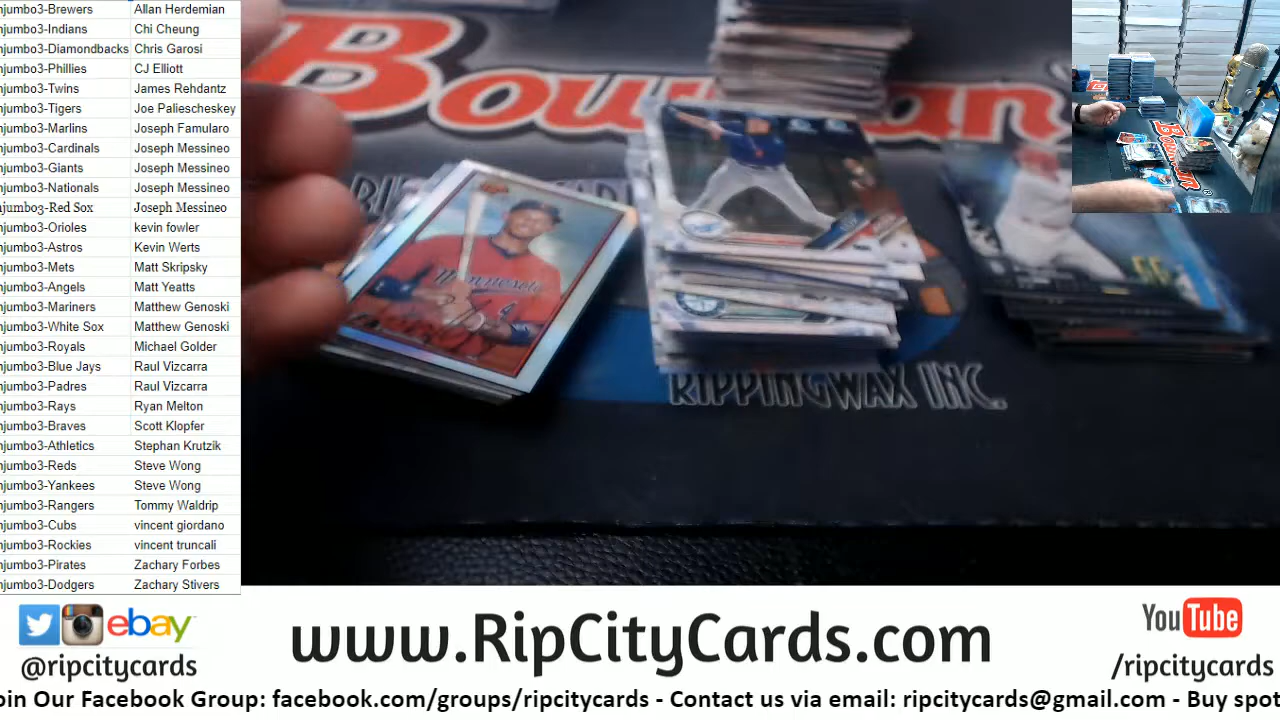 njumbo3-Brewers Allan Herdemian
njumbo3-Indians Chi Cheung
njumbo3-Diamondbacks Chris Garosi
njumbo3-Phillies CJ Elliott
njumbo3-Twins James Rehdantz
njumbo3-Tigers Joe Paliescheskey
njumbo3-Marlins Joseph Famularo
njumbo3-Cardinals Joseph Messineo
njumbo3-Giants Joseph Messineo
njumbo3-Nationals Joseph Messineo
njumbo3-Red Sox Joseph Messineo
njumbo3-Orioles kevin fowler
njumbo3-Astros Kevin Werts
njumbo3-Mets Matt Skripsky
njumbo3-Angels Matt Yeatts
njumbo3-Mariners Matthew Genoski
njumbo3-White Sox Matthew Genoski
njumbo3-Royals Michael Golder
njumbo3-Blue Jays Raul Vizcarra
njumbo3-Padres Raul Vizcarra
njumbo3-Rays Ryan Melton
njumbo3-Braves Scott Klopfer
njumbo3-Athletics Stephan Krutzik
njumbo3-Reds Steve Wong
njumbo3-Yankees Steve Wong
njumbo3-Rangers Tommy Waldrip
njumbo3-Cubs vincent giordano
njumbo3-Rockies vincent truncali
njumbo3-Pirates Zachary Forbes
njumbo3-Dodgers Zachary Stivers
Bowman
Minnesota
RIPPINGWAX INC.
Bowman
ebay
@ripcitycards
www.RipCityCards.com
YouTube
/ripcitycards
oin Our Facebook Group: facebook.com/groups/ripcitycards - Contact us via email: ripcitycards@gmail.com - Buy spot